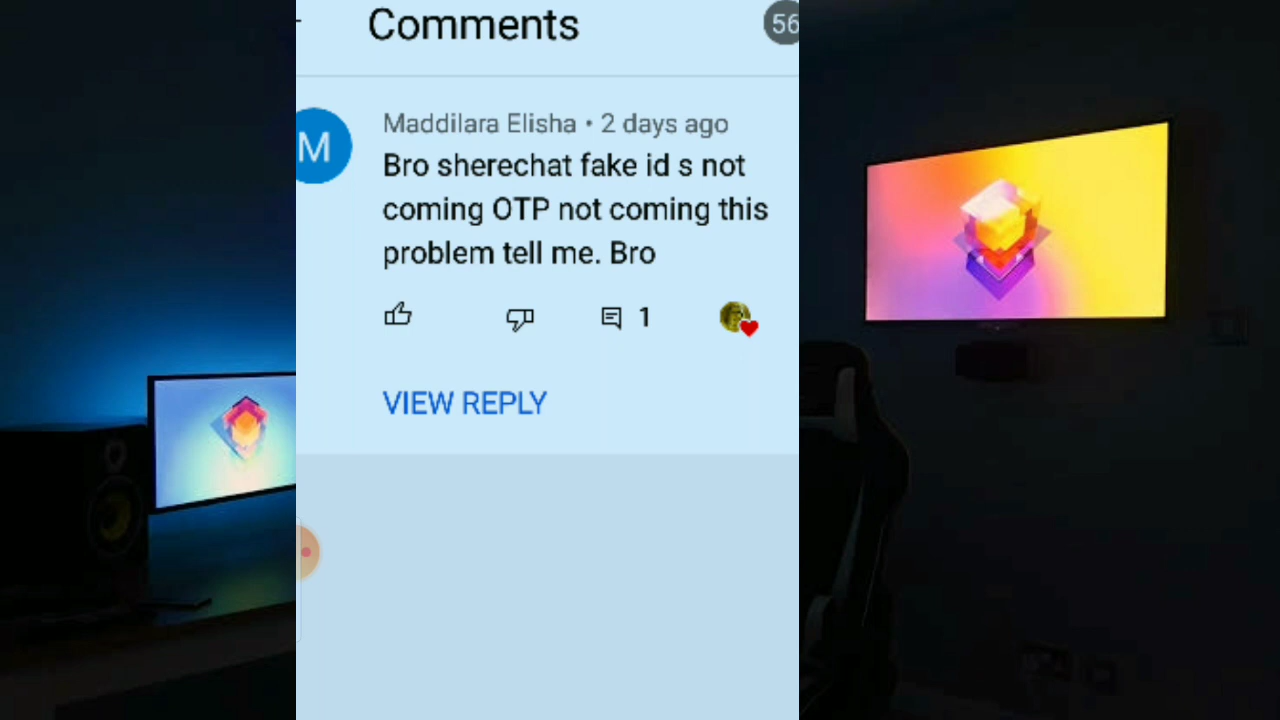 Comments
56
Maddilara Elisha • 2 days ago
M
Bro sherechat fake id s not
coming OTP not coming this
problem tell me. Bro
1
VIEW REPLY